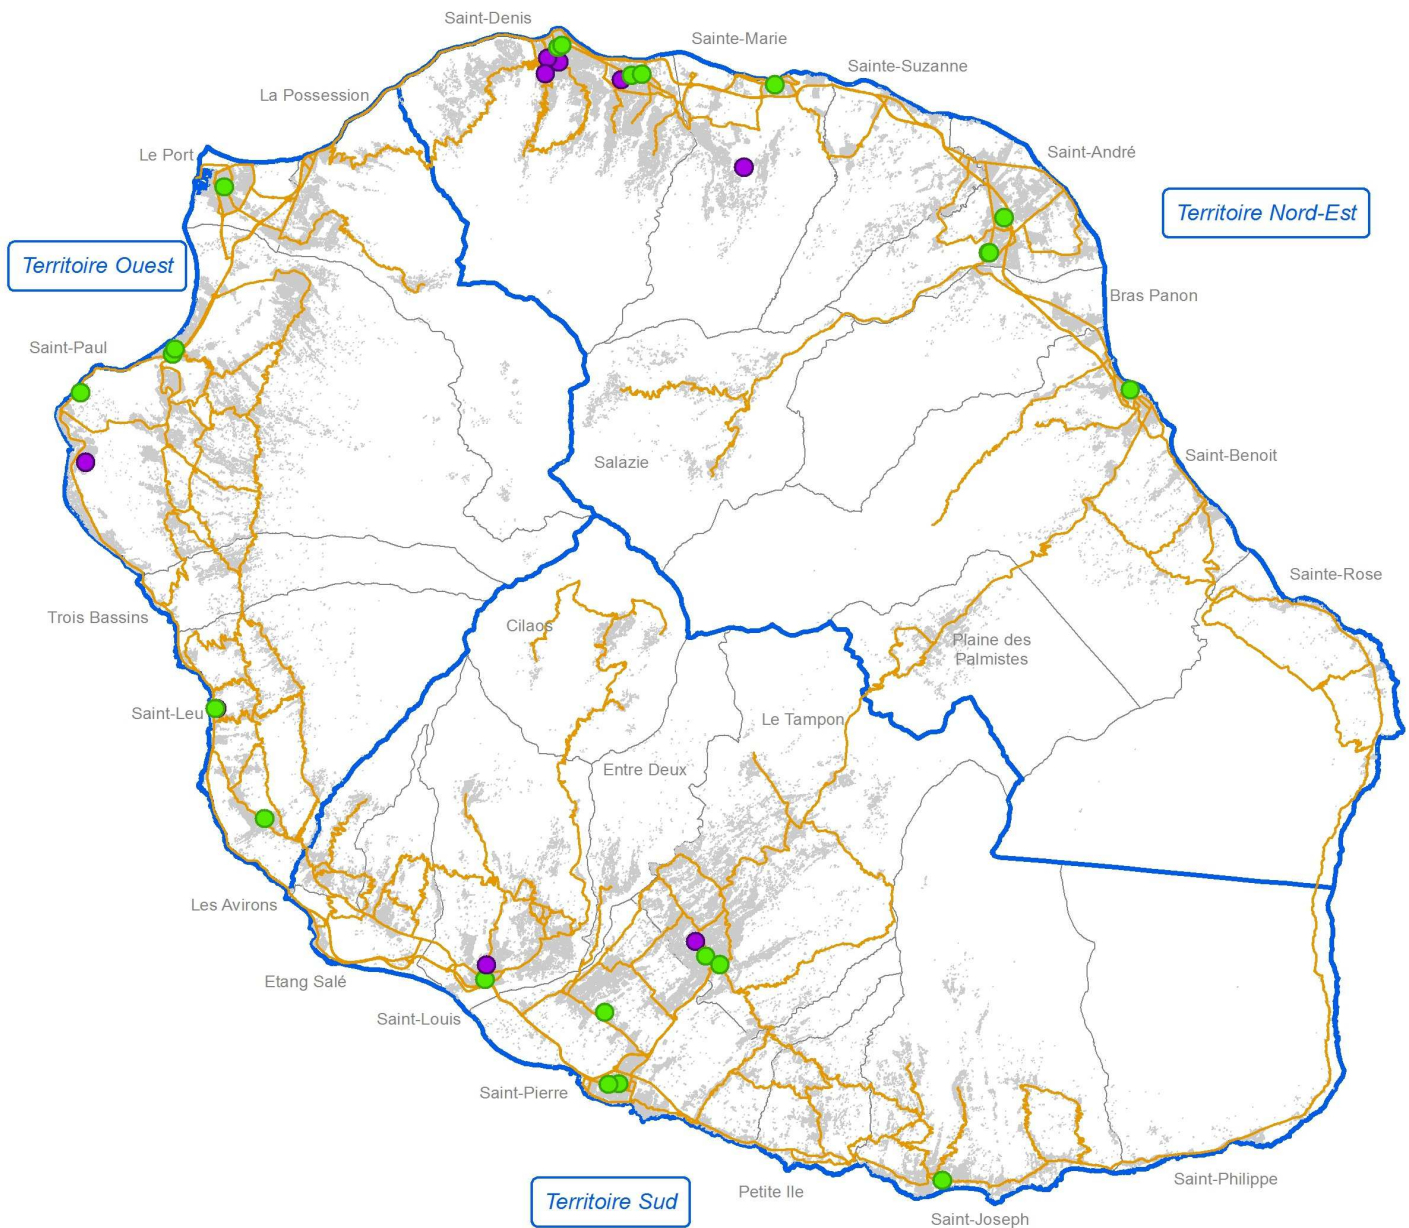 Saint-Denis
Sainte-Marie
Sainte-Suzanne
La Possession
Le Port
Saint-André
Territoire Nord-Est
Territoire Ouest
Bras Panon
Saint-Paul
Saint-Benoit
Salazie
Sainte-Rose
Trois Bassins
Cilaos
Plaine des
Palmistes
Saint-Leu
Le Tampon
Entre Deux
Les Avirons
Etang Salé
Saint-Louis
Saint-Pierre
Saint-Philippe
Petite Ile
Territoire Sud
Saint-Joseph